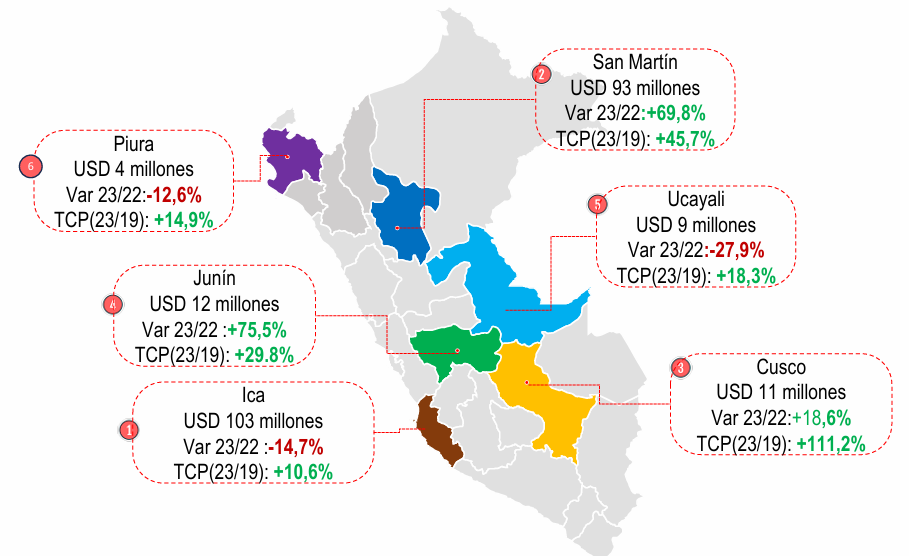 2
San Martín
USD 93 millones
Var 23/22:+69,8%
TCP(23/19): +45,7%
6
Piura
USD 4 millones
Var 23/22:-12,6%
TCP(23/19): +14,9%
5
Ucayali
USD 9 millones
Var 23/22:-27,9%
TCP(23/19): +18,3%
4
Junín
USD 12 millones
Var 23/22 :+75,5%
TCP(23/19): +29.8%
3
Cusco
USD 11 millones
Var 23/22:+18,6%
TCP(23/19): +111,2%
1
Ica
USD 103 millones
Var 23/22 :-14,7%
TCP(23/19): +10,6%